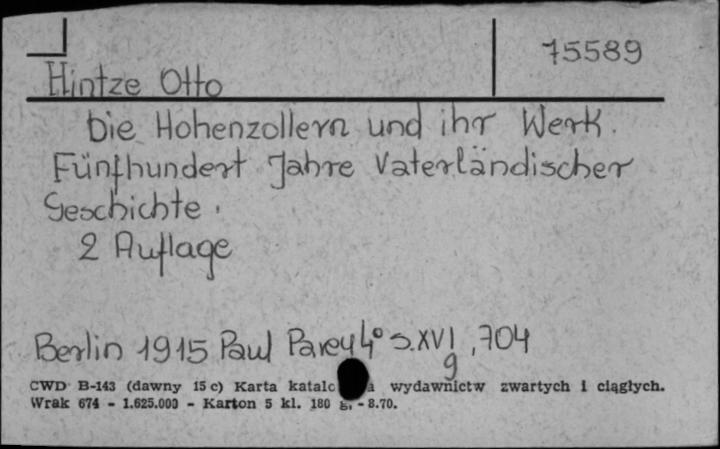 75589
Hintze Otto
Die Hohenzollern und ihr Werk.
Fünfhundert Jahre Vaterländischer
Geschichte.
2 Auflage
Berlin 1915 Paul Parey 4° S. XVI, 704
9
CWD B-143 (dawny 15 c) Karta wydawnictw zwartych i ciągłych.
Wrak 674 - 1.625.000 - Karton 5 kl. 180 g. - 8.70.